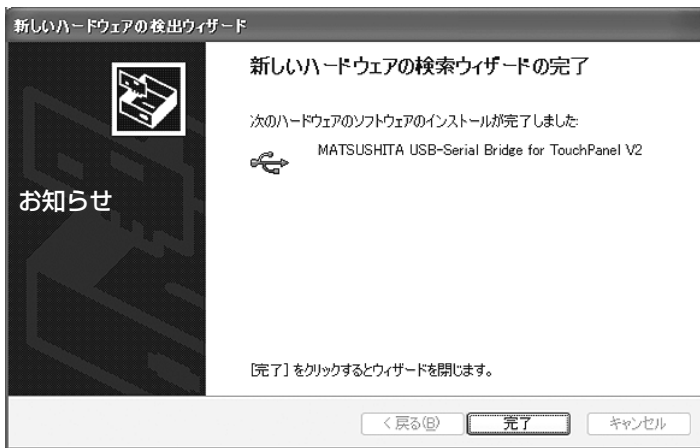 新しいハードウェアの検出ウィザード
新しいハードウェアの検索ウィザードの完了
次のハードウェアのソフトウェアのインストールが完了しました:
MATSUSHITA USB-Serial Bridge for TouchPanel V2
お知らせ
[完了] をクリックするとウィザードを閉じます。
< 戻る(B)
完了
キャンセル